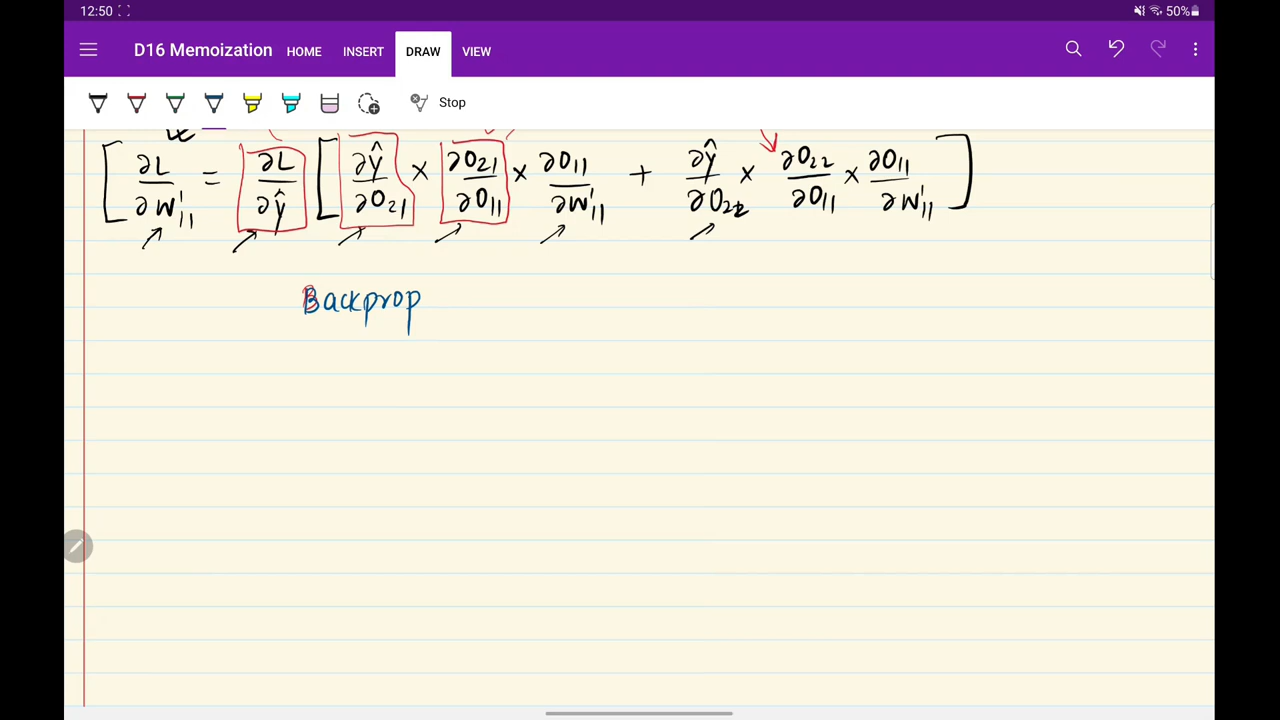 12:50 50%
D16 Memoization HOME INSERT DRAW VIEW
Stop
[ ∂L/∂W¹₁₁ = ∂L/∂Ŷ [ ∂Ŷ/∂O₂₁ × ∂O₂₁/∂O₁₁ × ∂O₁₁/∂W¹₁₁ + ∂Ŷ/∂O₂₂ × ∂O₂₂/∂O₁₁ × ∂O₁₁/∂W¹₁₁ ]
Backprop